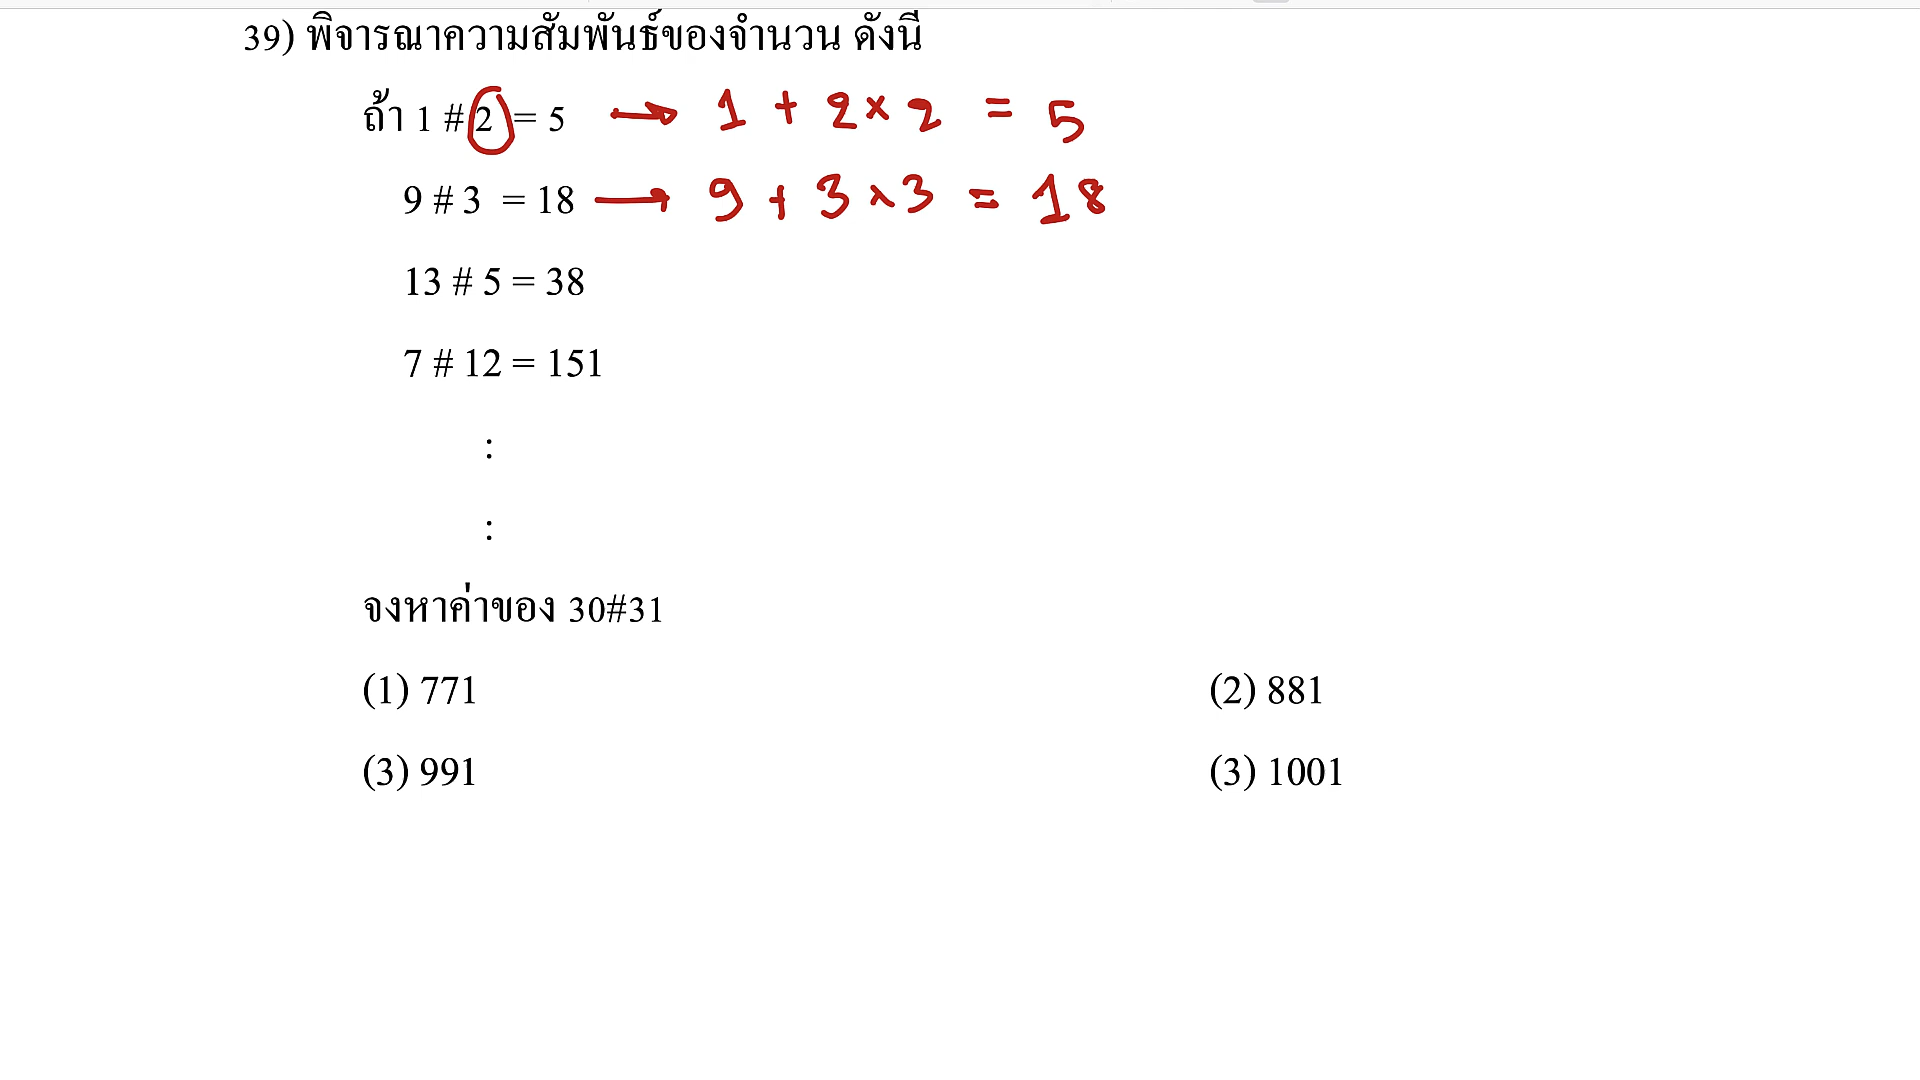 39) พิจารณาความสัมพันธ์ของจำนวน ดังนี้
ถ้า 1 # 2 = 5 → 1 + 2 × 2 = 5
9 # 3 = 18 → 9 + 3 × 3 = 18
13 # 5 = 38
7 # 12 = 151
:
:
จงหาค่าของ 30#31
(1) 771 (2) 881
(3) 991 (3) 1001